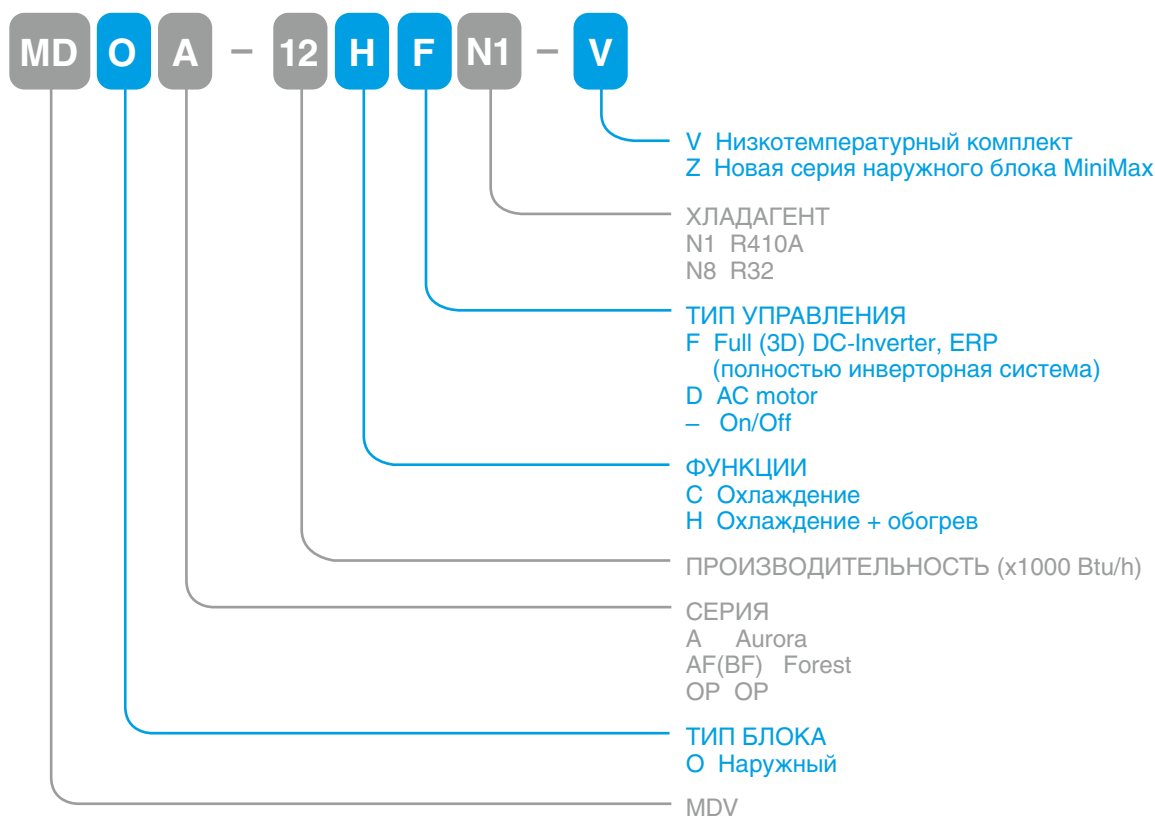 MD O A – 12 H F N1 – V
V Низкотемпературный комплект
Z Новая серия наружного блока MiniMax
ХЛАДАГЕНТ
N1 R410A
N8 R32
ТИП УПРАВЛЕНИЯ
F Full (3D) DC-Inverter, ERP
(полностью инверторная система)
D AC motor
– On/Off
ФУНКЦИИ
C Охлаждение
H Охлаждение + обогрев
ПРОИЗВОДИТЕЛЬНОСТЬ (x1000 Btu/h)
СЕРИЯ
A Aurora
AF(BF) Forest
OP OP
ТИП БЛОКА
O Наружный
MDV